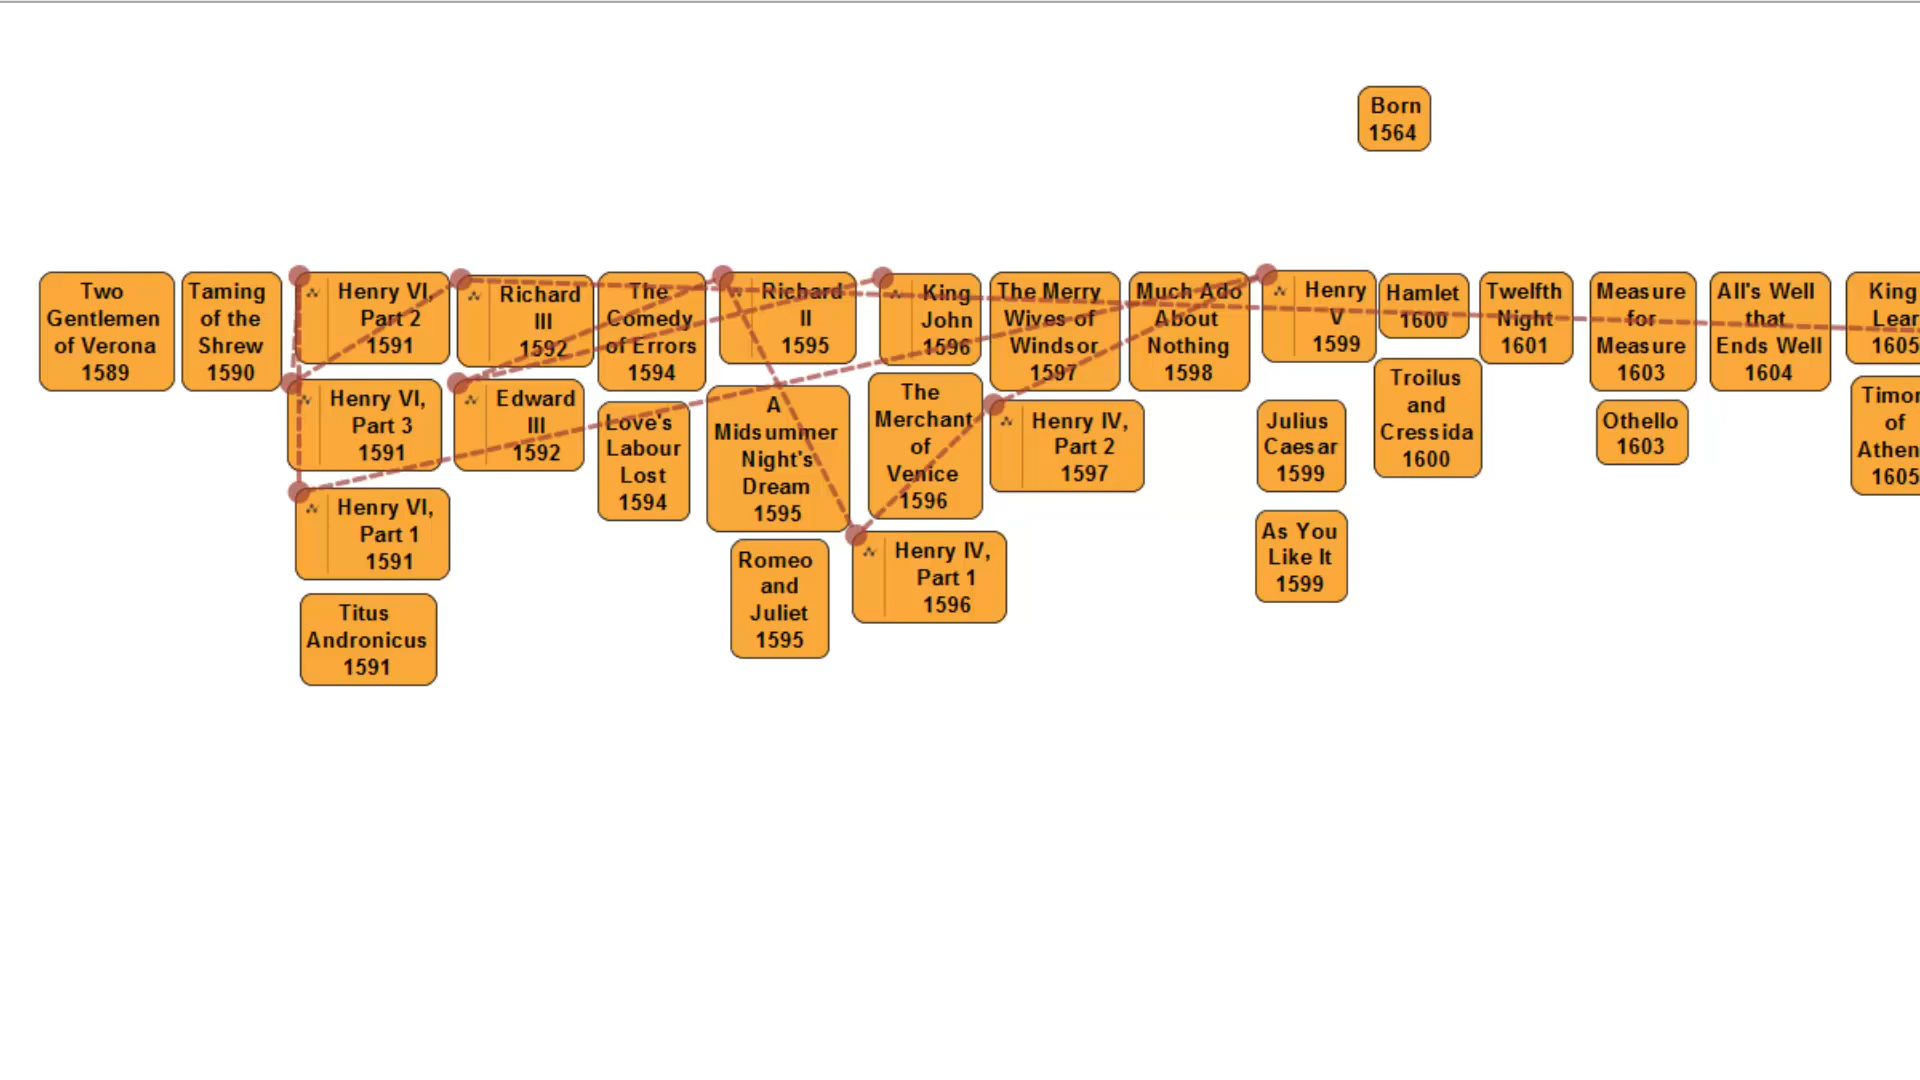 Born
1564
Two
Gentlemen
of Verona
1589
Taming
of the
Shrew
1590
Henry VI,
Part 2
1591
Richard
III
1592
The
Comedy
of Errors
1594
Richard
II
1595
King
John
1596
The Merry
Wives of
Windsor
1597
Much Ado
About
Nothing
1598
Henry
V
1599
Hamlet
1600
Twelfth
Night
1601
Measure
for
Measure
1603
All's Well
that
Ends Well
1604
King
Lear
1605
Henry VI,
Part 3
1591
Edward
III
1592
Love's
Labour
Lost
1594
A
Midsummer
Night's
Dream
1595
The
Merchant
of
Venice
1596
Henry IV,
Part 2
1597
Julius
Caesar
1599
Troilus
and
Cressida
1600
Othello
1603
Timon
of
Athen
1605
Henry VI,
Part 1
1591
Romeo
and
Juliet
1595
Henry IV,
Part 1
1596
As You
Like It
1599
Titus
Andronicus
1591